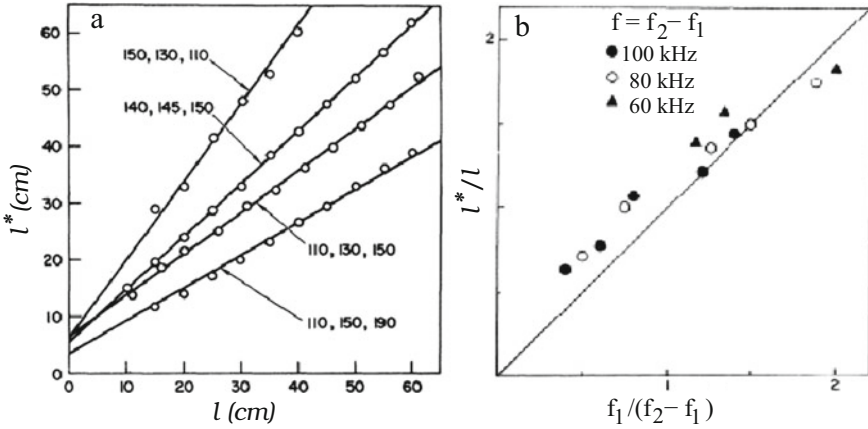 a
60
50
40
30
20
10
0
l* (cm)
0 10 20 30 40 50 60
l (cm)
150, 130, 110
140, 145, 150
110, 130, 150
110, 150, 190
b
f = f₂− f₁
100 kHz
80 kHz
60 kHz
2
1
l*/l
1 2
f₁/(f₂− f₁)